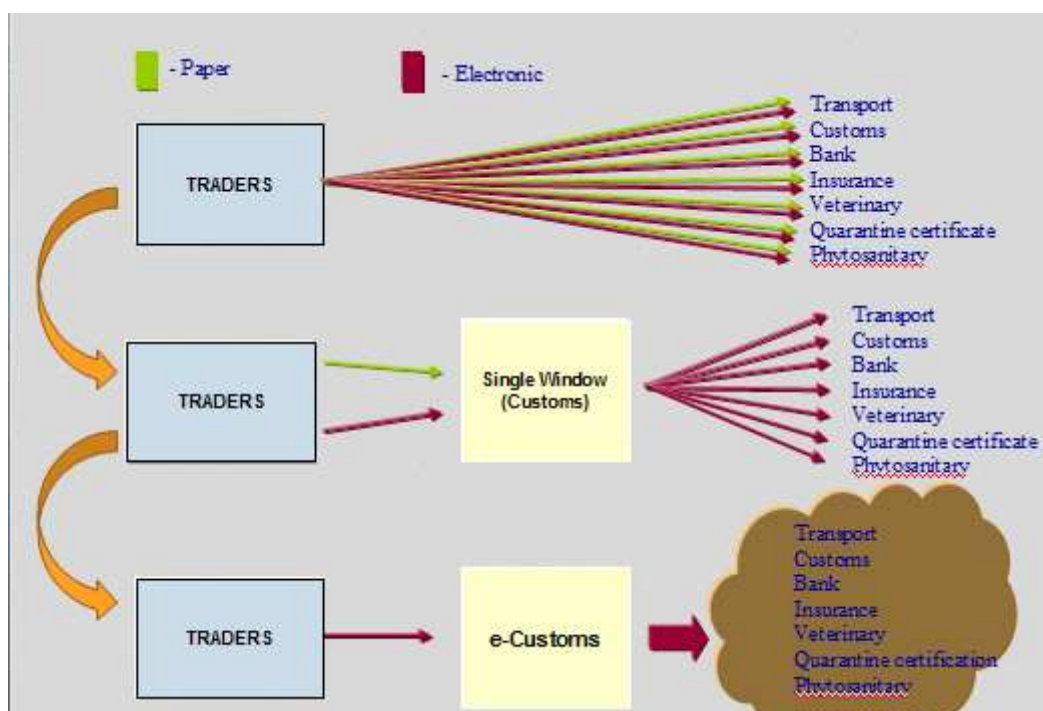 - Paper
- Electronic
TRADERS
Transport
Customs
Bank
Insurance
Veterinary
Quarantine certificate
Phytosanitary
TRADERS
Single Window
(Customs)
Transport
Customs
Bank
Insurance
Veterinary
Quarantine certificate
Phytosanitary
TRADERS
e-Customs
Transport
Customs
Bank
Insurance
Veterinary
Quarantine certification
Phytosanitary